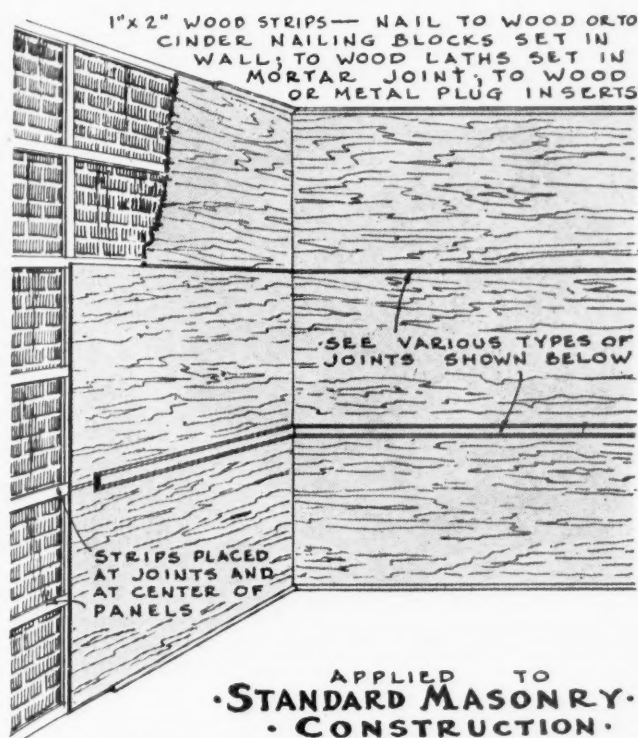 1"x 2" WOOD STRIPS— NAIL TO WOOD OR TO
CINDER NAILING BLOCKS SET IN
WALL; TO WOOD LATHS SET IN
MORTAR JOINT; TO WOOD
OR METAL PLUG INSERTS
·SEE VARIOUS TYPES OF
JOINTS SHOWN BELOW
STRIPS PLACED
AT JOINTS AND
AT CENTER OF
PANELS
APPLIED TO
·STANDARD MASONRY·
·CONSTRUCTION·